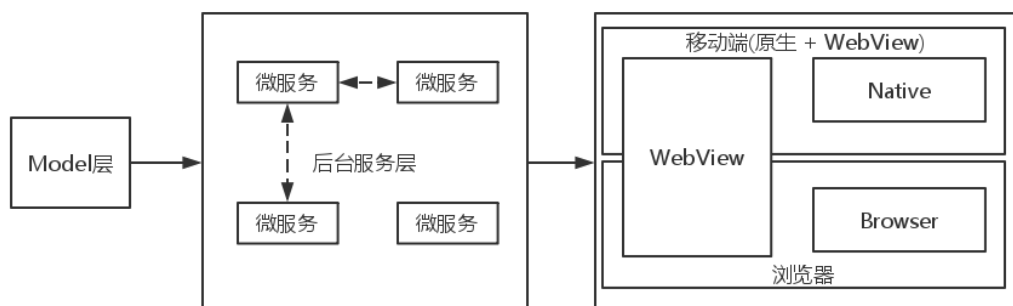 Model层
微服务
微服务
后台服务层
微服务
微服务
移动端(原生 + WebView)
Native
WebView
Browser
浏览器